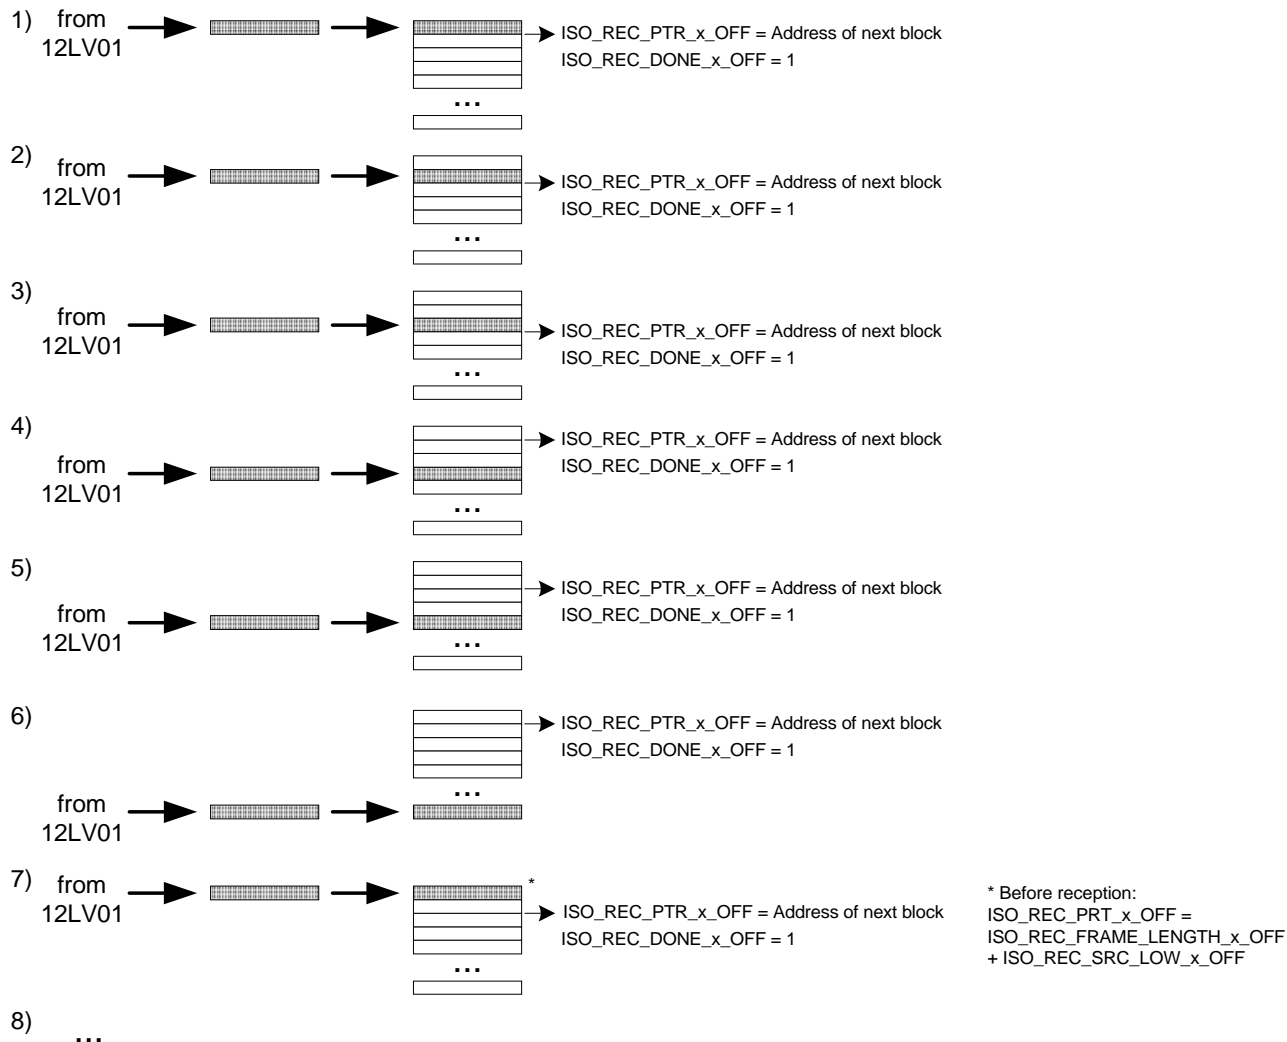 1)
from
12LV01
ISO_REC_PTR_x_OFF = Address of next block
ISO_REC_DONE_x_OFF = 1
...
2)
from
12LV01
ISO_REC_PTR_x_OFF = Address of next block
ISO_REC_DONE_x_OFF = 1
...
3)
from
12LV01
ISO_REC_PTR_x_OFF = Address of next block
ISO_REC_DONE_x_OFF = 1
...
4)
from
12LV01
ISO_REC_PTR_x_OFF = Address of next block
ISO_REC_DONE_x_OFF = 1
...
5)
from
12LV01
ISO_REC_PTR_x_OFF = Address of next block
ISO_REC_DONE_x_OFF = 1
...
6)
ISO_REC_PTR_x_OFF = Address of next block
ISO_REC_DONE_x_OFF = 1
...
from
12LV01
7)
from
12LV01
*
ISO_REC_PTR_x_OFF = Address of next block
ISO_REC_DONE_x_OFF = 1
...
* Before reception:
ISO_REC_PRT_x_OFF =
ISO_REC_FRAME_LENGTH_x_OFF
+ ISO_REC_SRC_LOW_x_OFF
8)
...